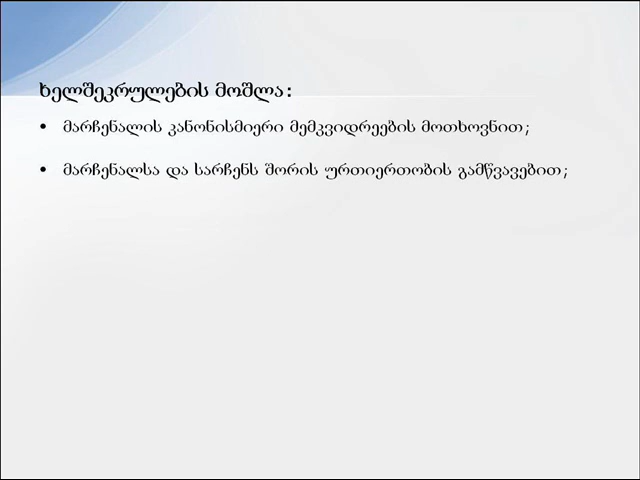 ხელშეკრულების მოშლა:
• მარჩენალის კანონისმიერი მემკვიდრეების მოთხოვნით;
• მარჩენალსა და სარჩენს შორის ურთიერთობის გამწვავებით;